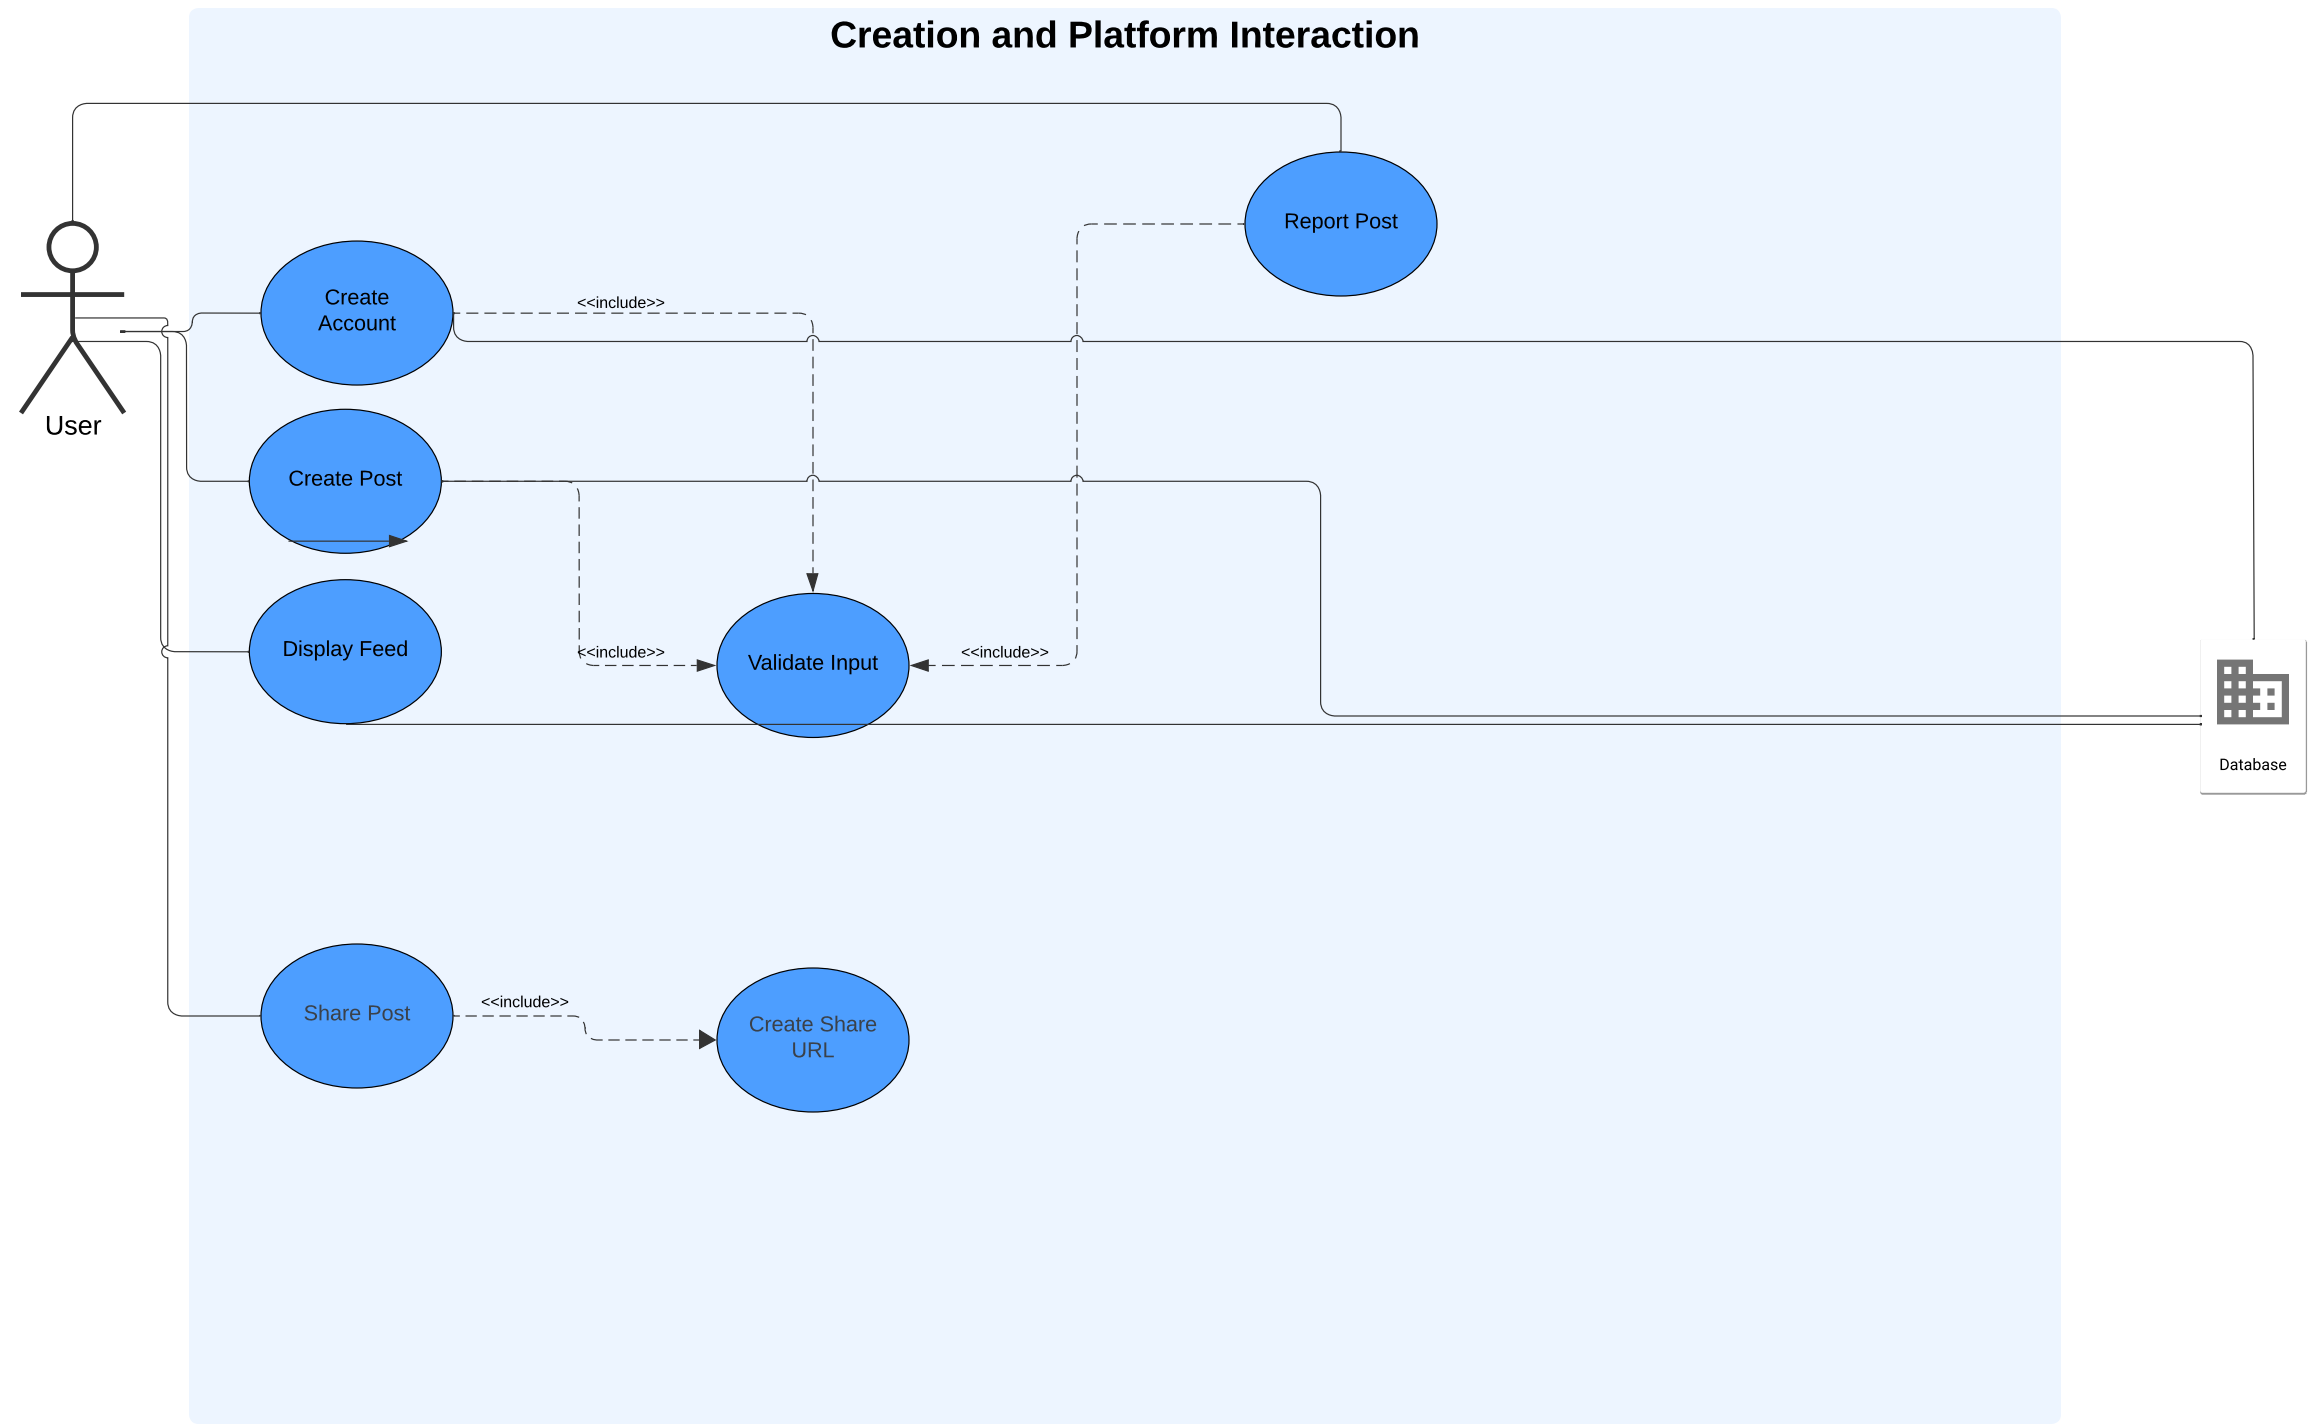 Creation and Platform Interaction
Report Post
Create
Account
<<include>>
User
Create Post
Display Feed
<<include>>
Validate Input
<<include>>
Database
Share Post
<<include>>
Create Share
URL